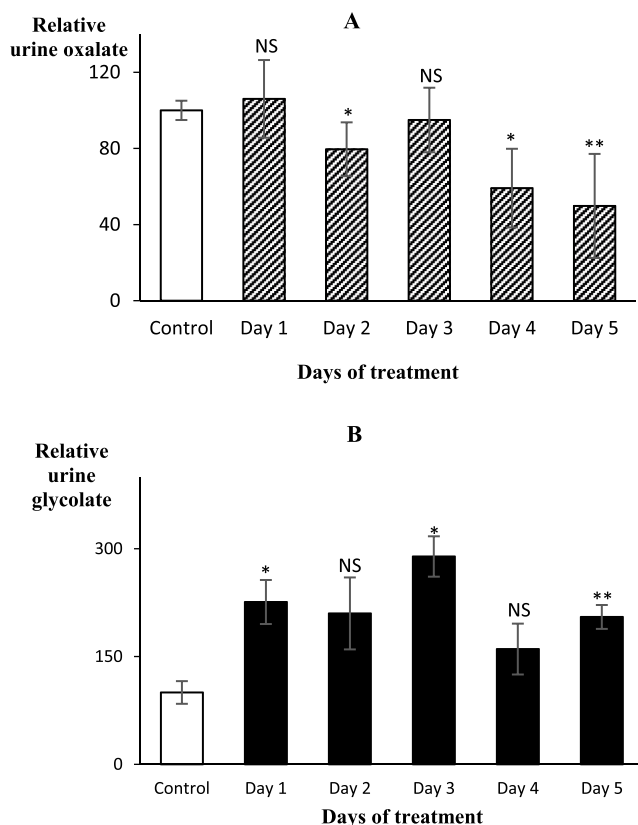 A
Relative
urine oxalate
NS
*
NS
*
**
120
80
40
0
Control Day 1 Day 2 Day 3 Day 4 Day 5
Days of treatment
B
Relative
urine
glycolate
*
NS
*
NS
**
300
150
0
Control Day 1 Day 2 Day 3 Day 4 Day 5
Days of treatment